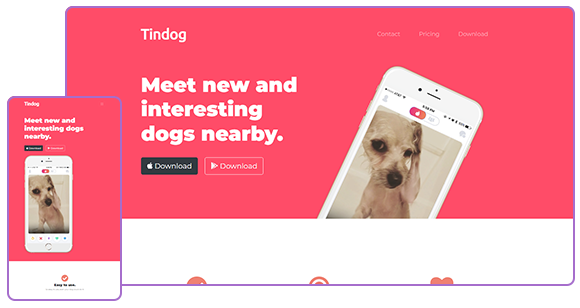 Tindog
Contact Pricing Download
Meet new and
interesting
dogs nearby.
Download Download
Tindog
Meet new and
interesting dogs
nearby.
Download Download
Easy to use.